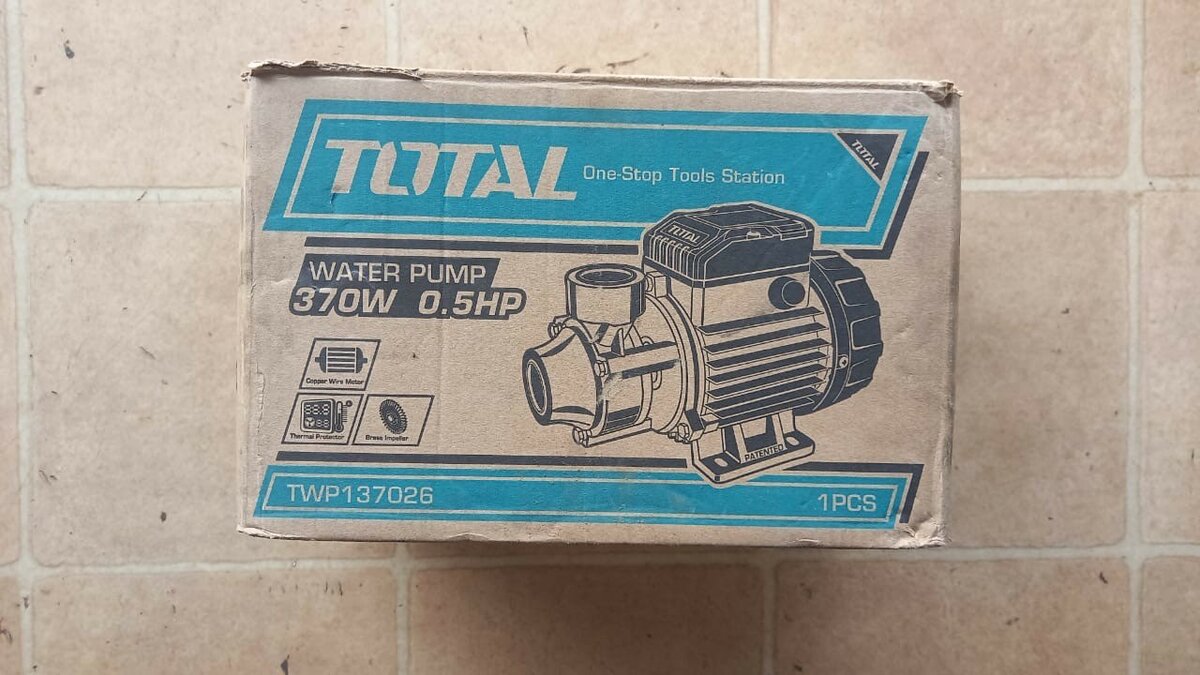 TOTAL
One-Stop Tools Station
TOTAL
TOTAL
WATER PUMP
370W 0.5HP
Copper Wire Motor
Thermal Protector
Brass Impeller
PATENTED
TWP137026
1PCS